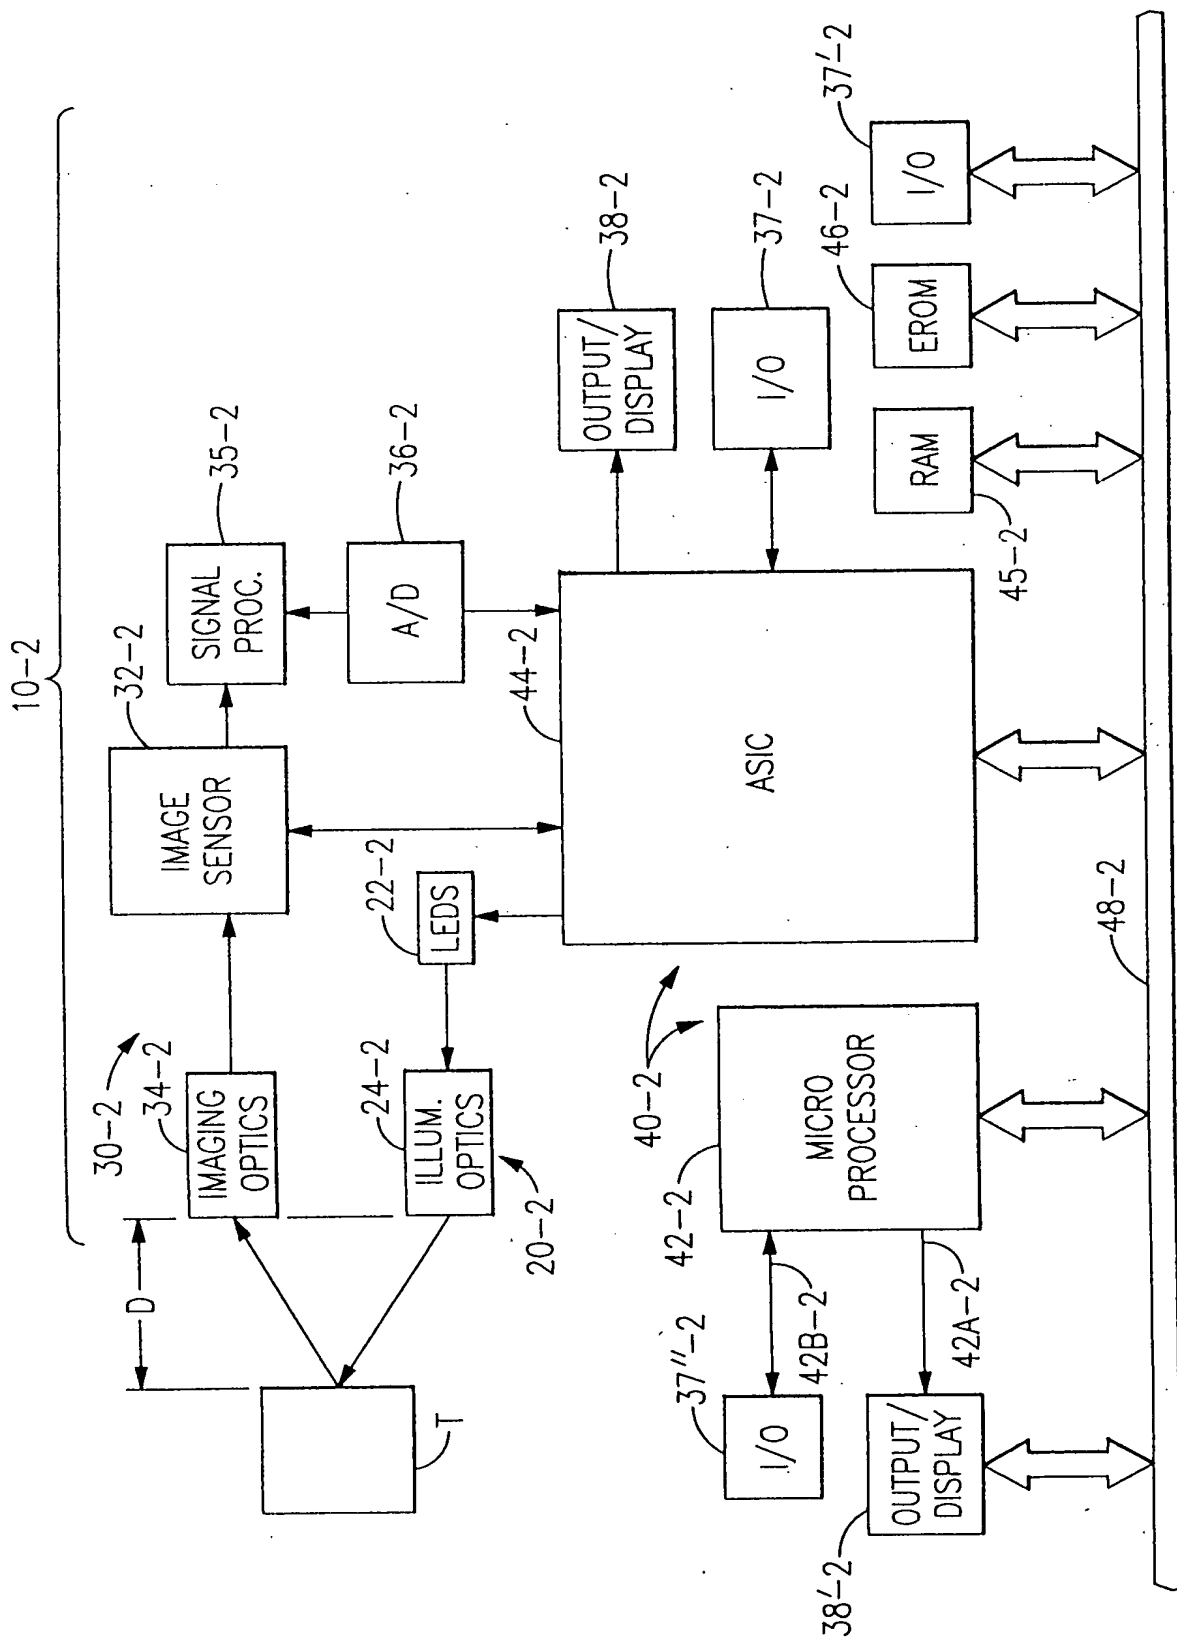 10-2
30-2
34-2
IMAGING
OPTICS
D
T
32-2
IMAGE
SENSOR
35-2
SIGNAL
PROC.
36-2
A/D
22-2
LEDS
24-2
ILLUM.
OPTICS
20-2
44-2
ASIC
38-2
OUTPUT/
DISPLAY
37-2
I/O
40-2
42-2
MICRO
PROCESSOR
37''-2
I/O
42B-2
42A-2
38'-2
OUTPUT/
DISPLAY
45-2
RAM
46-2
EROM
37'-2
I/O
48-2